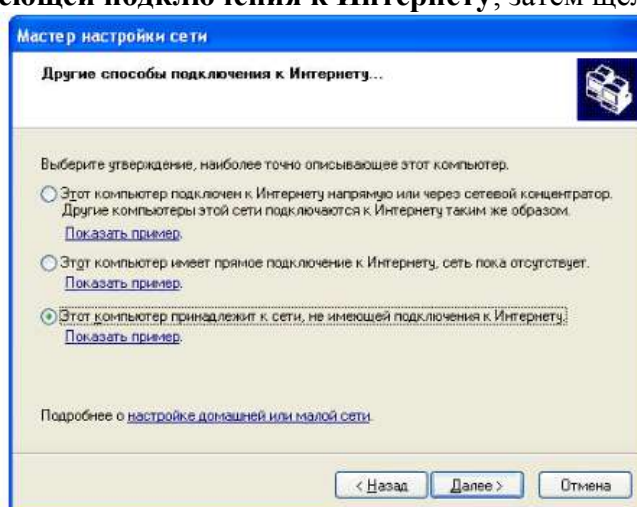 подключения к Интернету, затем
Мастер настройки сети
Другие способы подключения к Интернету...
Выберите утверждение, наиболее точно описывающее этот компьютер.
Этот компьютер подключен к Интернету напрямую или через сетевой концентратор.
Другие компьютеры этой сети подключаются к Интернету таким же образом.
Показать пример.
Этот компьютер имеет прямое подключение к Интернету, сеть пока отсутствует.
Показать пример.
Этот компьютер принадлежит к сети, не имеющей подключения к Интернету.
Показать пример.
Подробнее о настройке домашней или малой сети.
< Назад Далее > Отмена